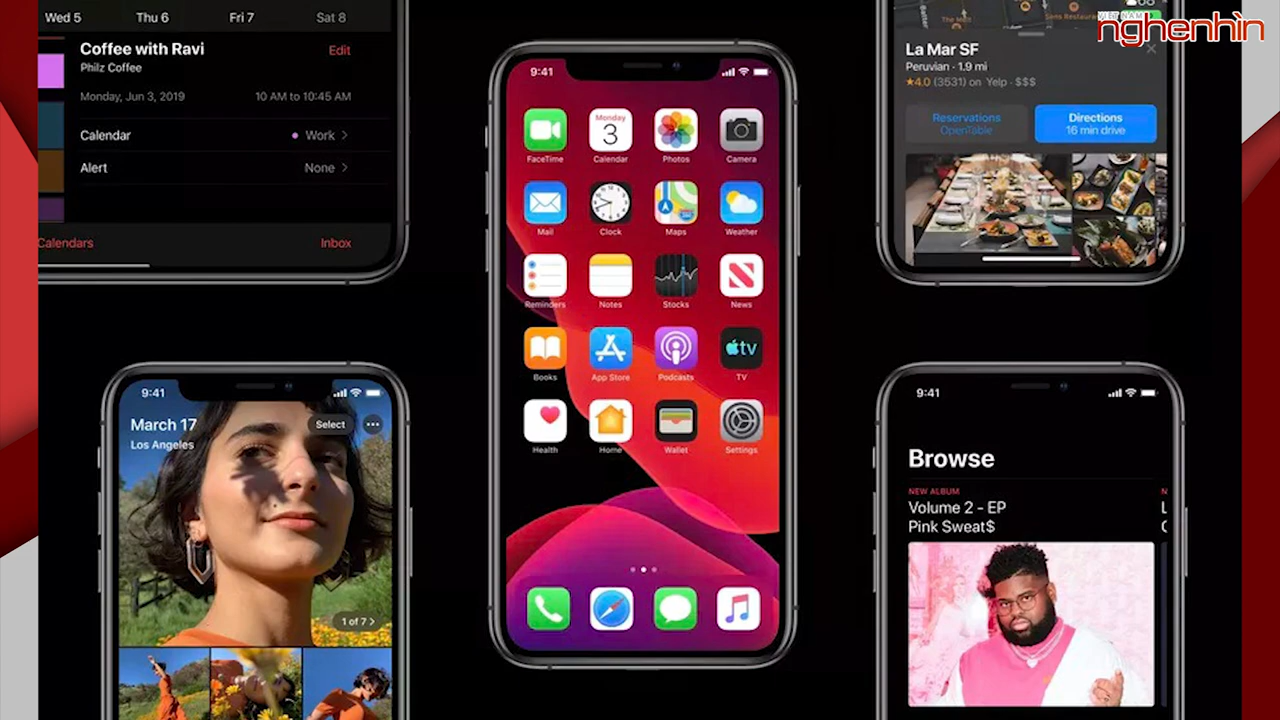 Wed 5 Thu 6 Fri 7 Sat 8
Coffee with Ravi Edit
Philz Coffee
Monday, Jun 3, 2019 10 AM to 10:45 AM
Calendar Work
Alert None
Calendars Inbox
9:41
FaceTime
Monday
3
Calendar
Photos
Camera
Mail
Clock
Maps
Weather
Reminders
Notes
Stocks
News
Books
App Store
Podcasts
tv
TV
Health
Home
Wallet
Settings
VIỆT NAM
nghenhìn
La Mar SF
Peruvian · 1.9 mi
★4.0 (3531) on Yelp · $$$
Reservations
OpenTable
Directions
16 min drive
9:41
March 17
Los Angeles
Select
1 of 7
9:41
Browse
NEW ALBUM
Volume 2 - EP
Pink Sweat$